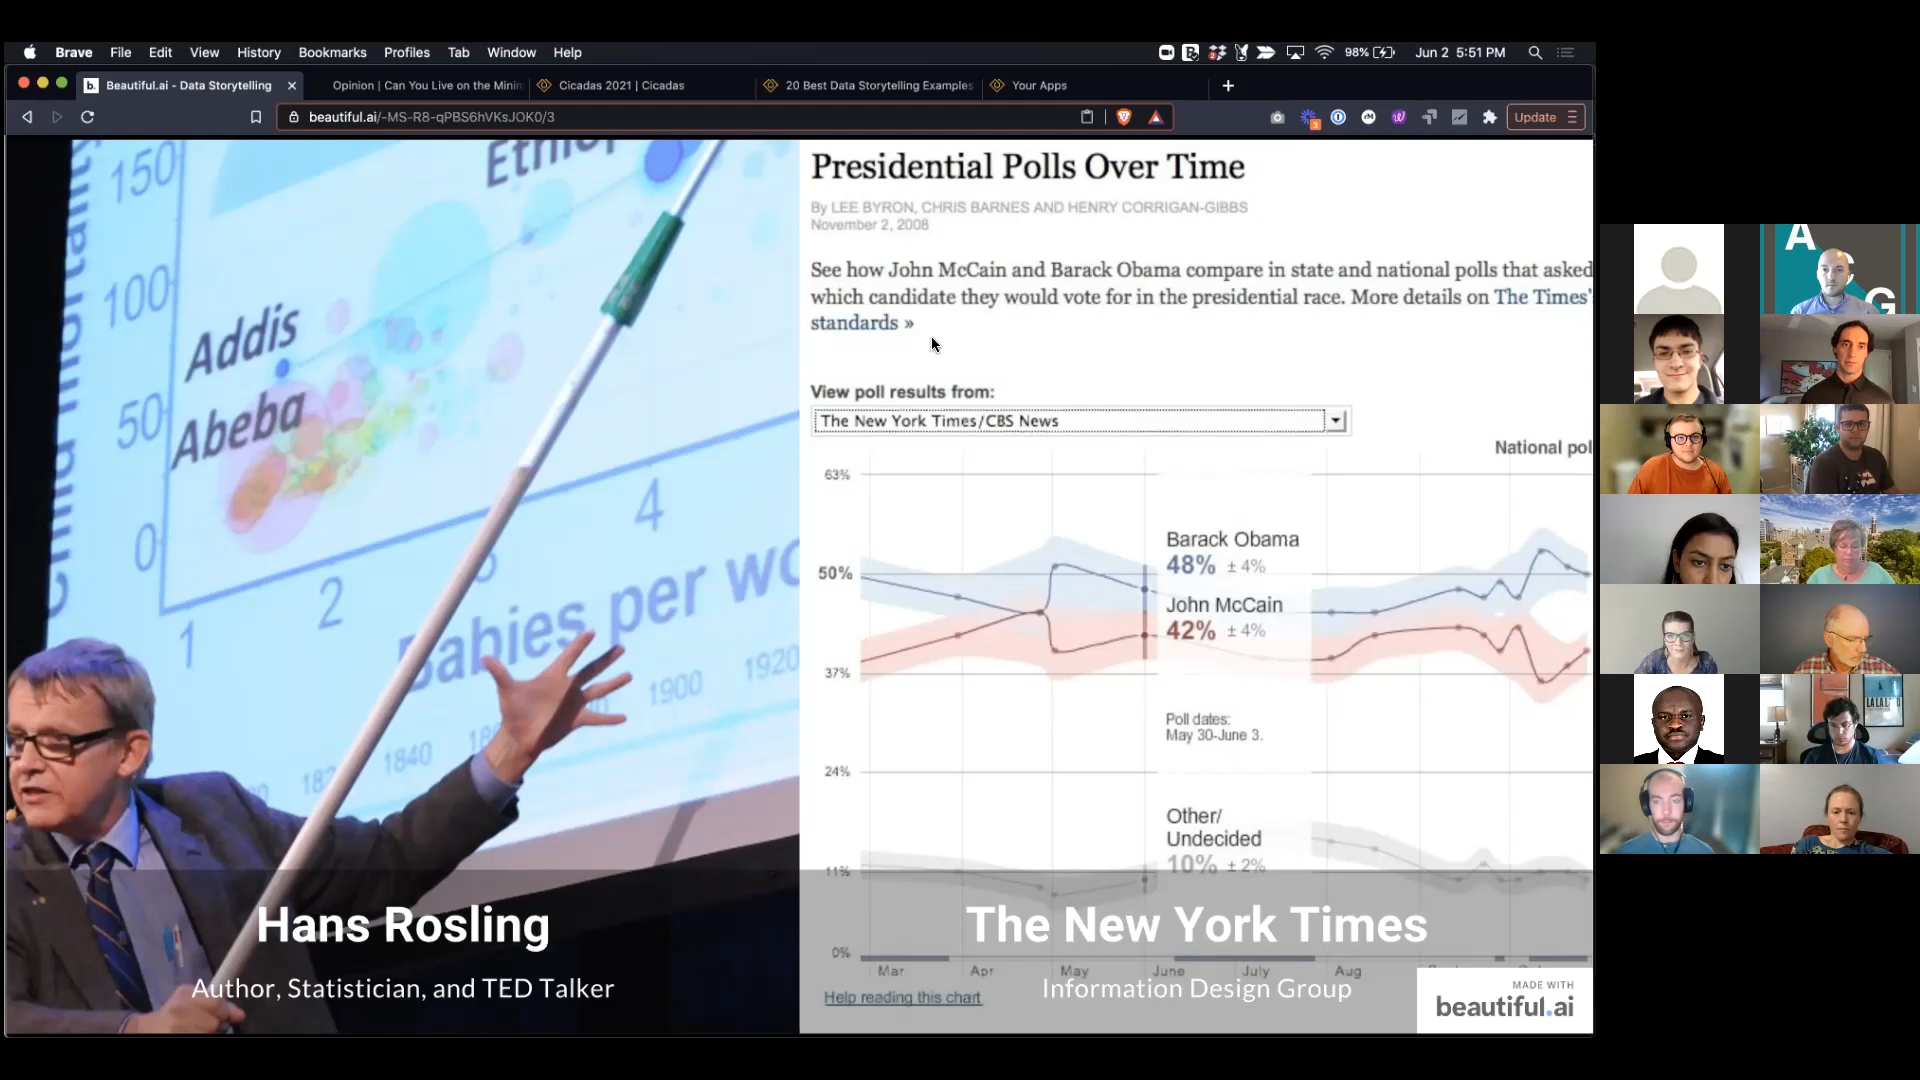 Brave File Edit View History Bookmarks Profiles Tab Window Help
98% Jun 2 5:51 PM
Beautiful.ai - Data Storytelling
Opinion | Can You Live on the Minim
Cicadas 2021 | Cicadas
20 Best Data Storytelling Examples
Your Apps
beautiful.ai/-MS-R8-qPBS6hVKsJOK0/3
Update
150
100
50
0
Addis
Abeba
1 2 4
Babies per wo
1840 1900 1920
Presidential Polls Over Time
By LEE BYRON, CHRIS BARNES AND HENRY CORRIGAN-GIBBS
November 2, 2008
See how John McCain and Barack Obama compare in state and national polls that asked
which candidate they would vote for in the presidential race. More details on The Times'
standards »
View poll results from:
The New York Times/CBS News
National pol
63%
50%
37%
24%
11%
0%
Barack Obama
48% ± 4%
John McCain
42% ± 4%
Poll dates:
May 30-June 3.
Other/
Undecided
10% ± 2%
Mar Apr May June July Aug
Help reading this chart
Hans Rosling
Author, Statistician, and TED Talker
The New York Times
Information Design Group
MADE WITH
beautiful.ai
A
C
G
LA LA L